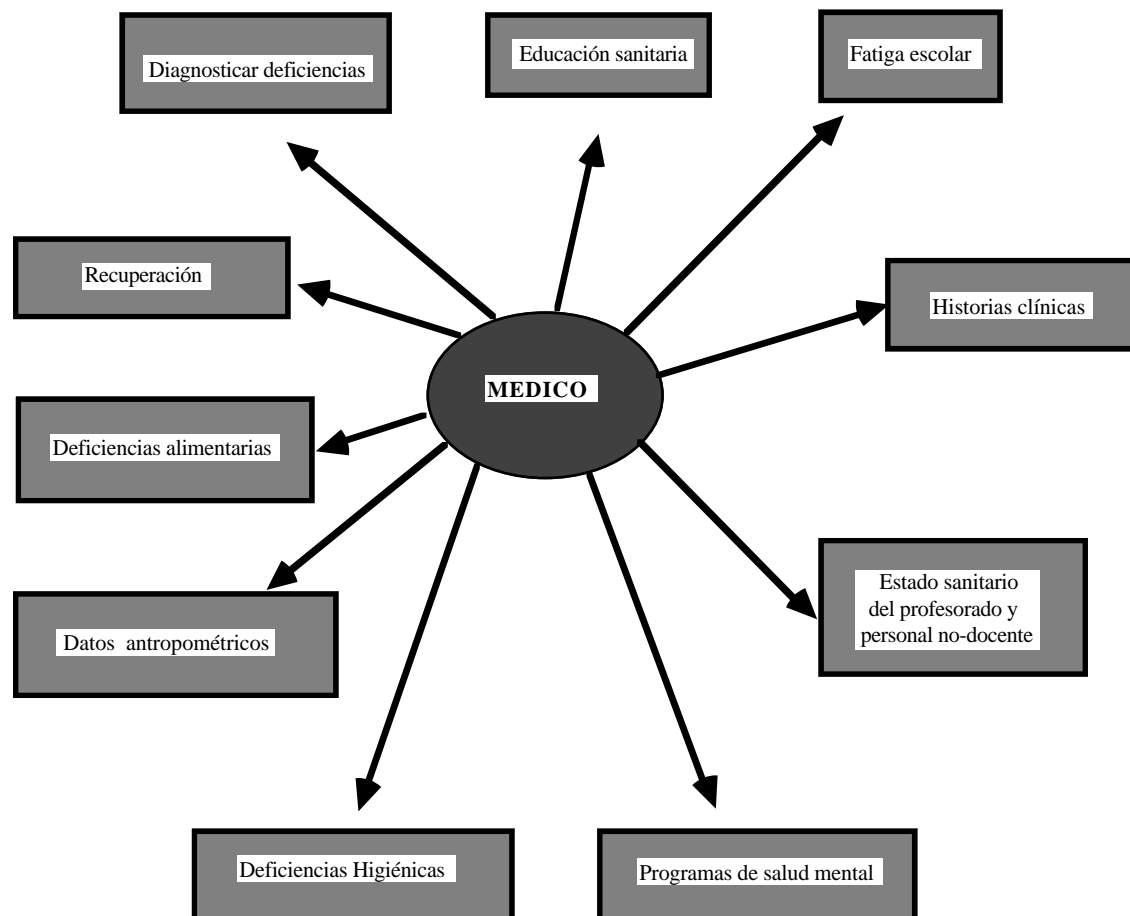 Diagnosticar deficiencias
Educación sanitaria
Fatiga escolar
Recuperación
Historias clínicas
MEDICO
Deficiencias alimentarias
Estado sanitario
del profesorado y
personal no-docente
Datos antropométricos
Deficiencias Higiénicas
Programas de salud mental